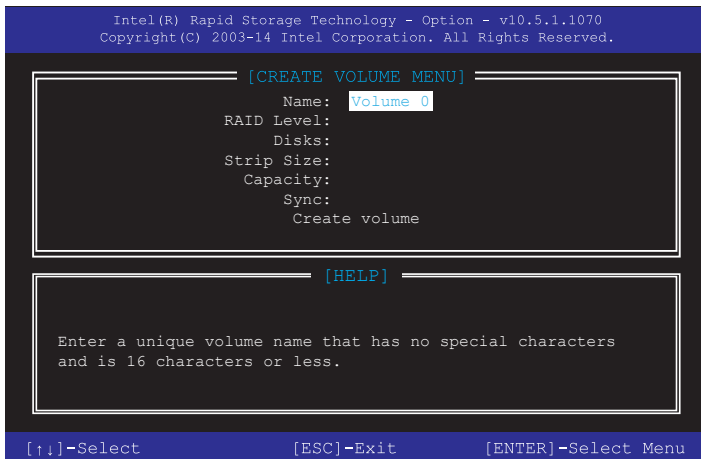 Intel(R) Rapid Storage Technology - Option - v10.5.1.1070
Copyright(C) 2003-14 Intel Corporation. All Rights Reserved.
[CREATE VOLUME MENU]
Name: Volume 0
RAID Level:
Disks:
Strip Size:
Capacity:
Sync:
Create volume
[HELP]
Enter a unique volume name that has no special characters
and is 16 characters or less.
[↑↓]-Select [ESC]-Exit [ENTER]-Select Menu